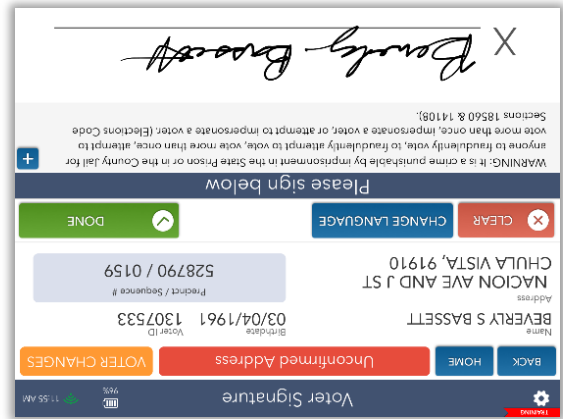 TRAINING
Voter Signature
96%
11:55 AM
BACK
HOME
Unconfirmed Address
VOTER CHANGES
Name
BEVERLY S BASSETT
Birthdate
03/04/1961
Voter ID
1307533
Address
NACION AVE AND J ST
CHULA VISTA, 91910
Precinct / Sequence #
528790 / 0159
CLEAR
CHANGE LANGUAGE
DONE
Please sign below
WARNING: It is a crime punishable by imprisonment in the State Prison or in the County Jail for
anyone to fraudulently vote, to fraudulently attempt to vote, vote more than once, attempt to
vote more than once, impersonate a voter, or attempt to impersonate a voter. (Elections Code
Sections 18560 & 14108).
+
X Beverly Bassett